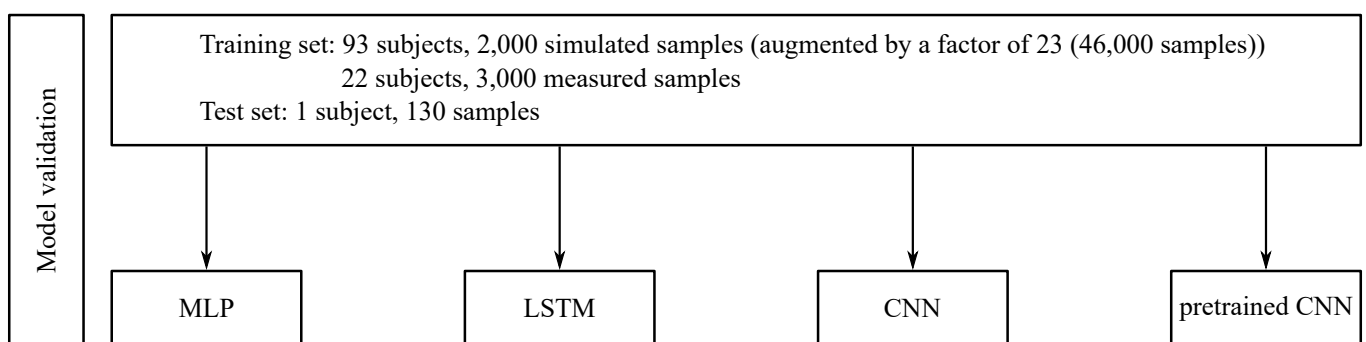 Model validation
Training set: 93 subjects, 2,000 simulated samples (augmented by a factor of 23 (46,000 samples))
22 subjects, 3,000 measured samples
Test set: 1 subject, 130 samples
MLP
LSTM
CNN
pretrained CNN